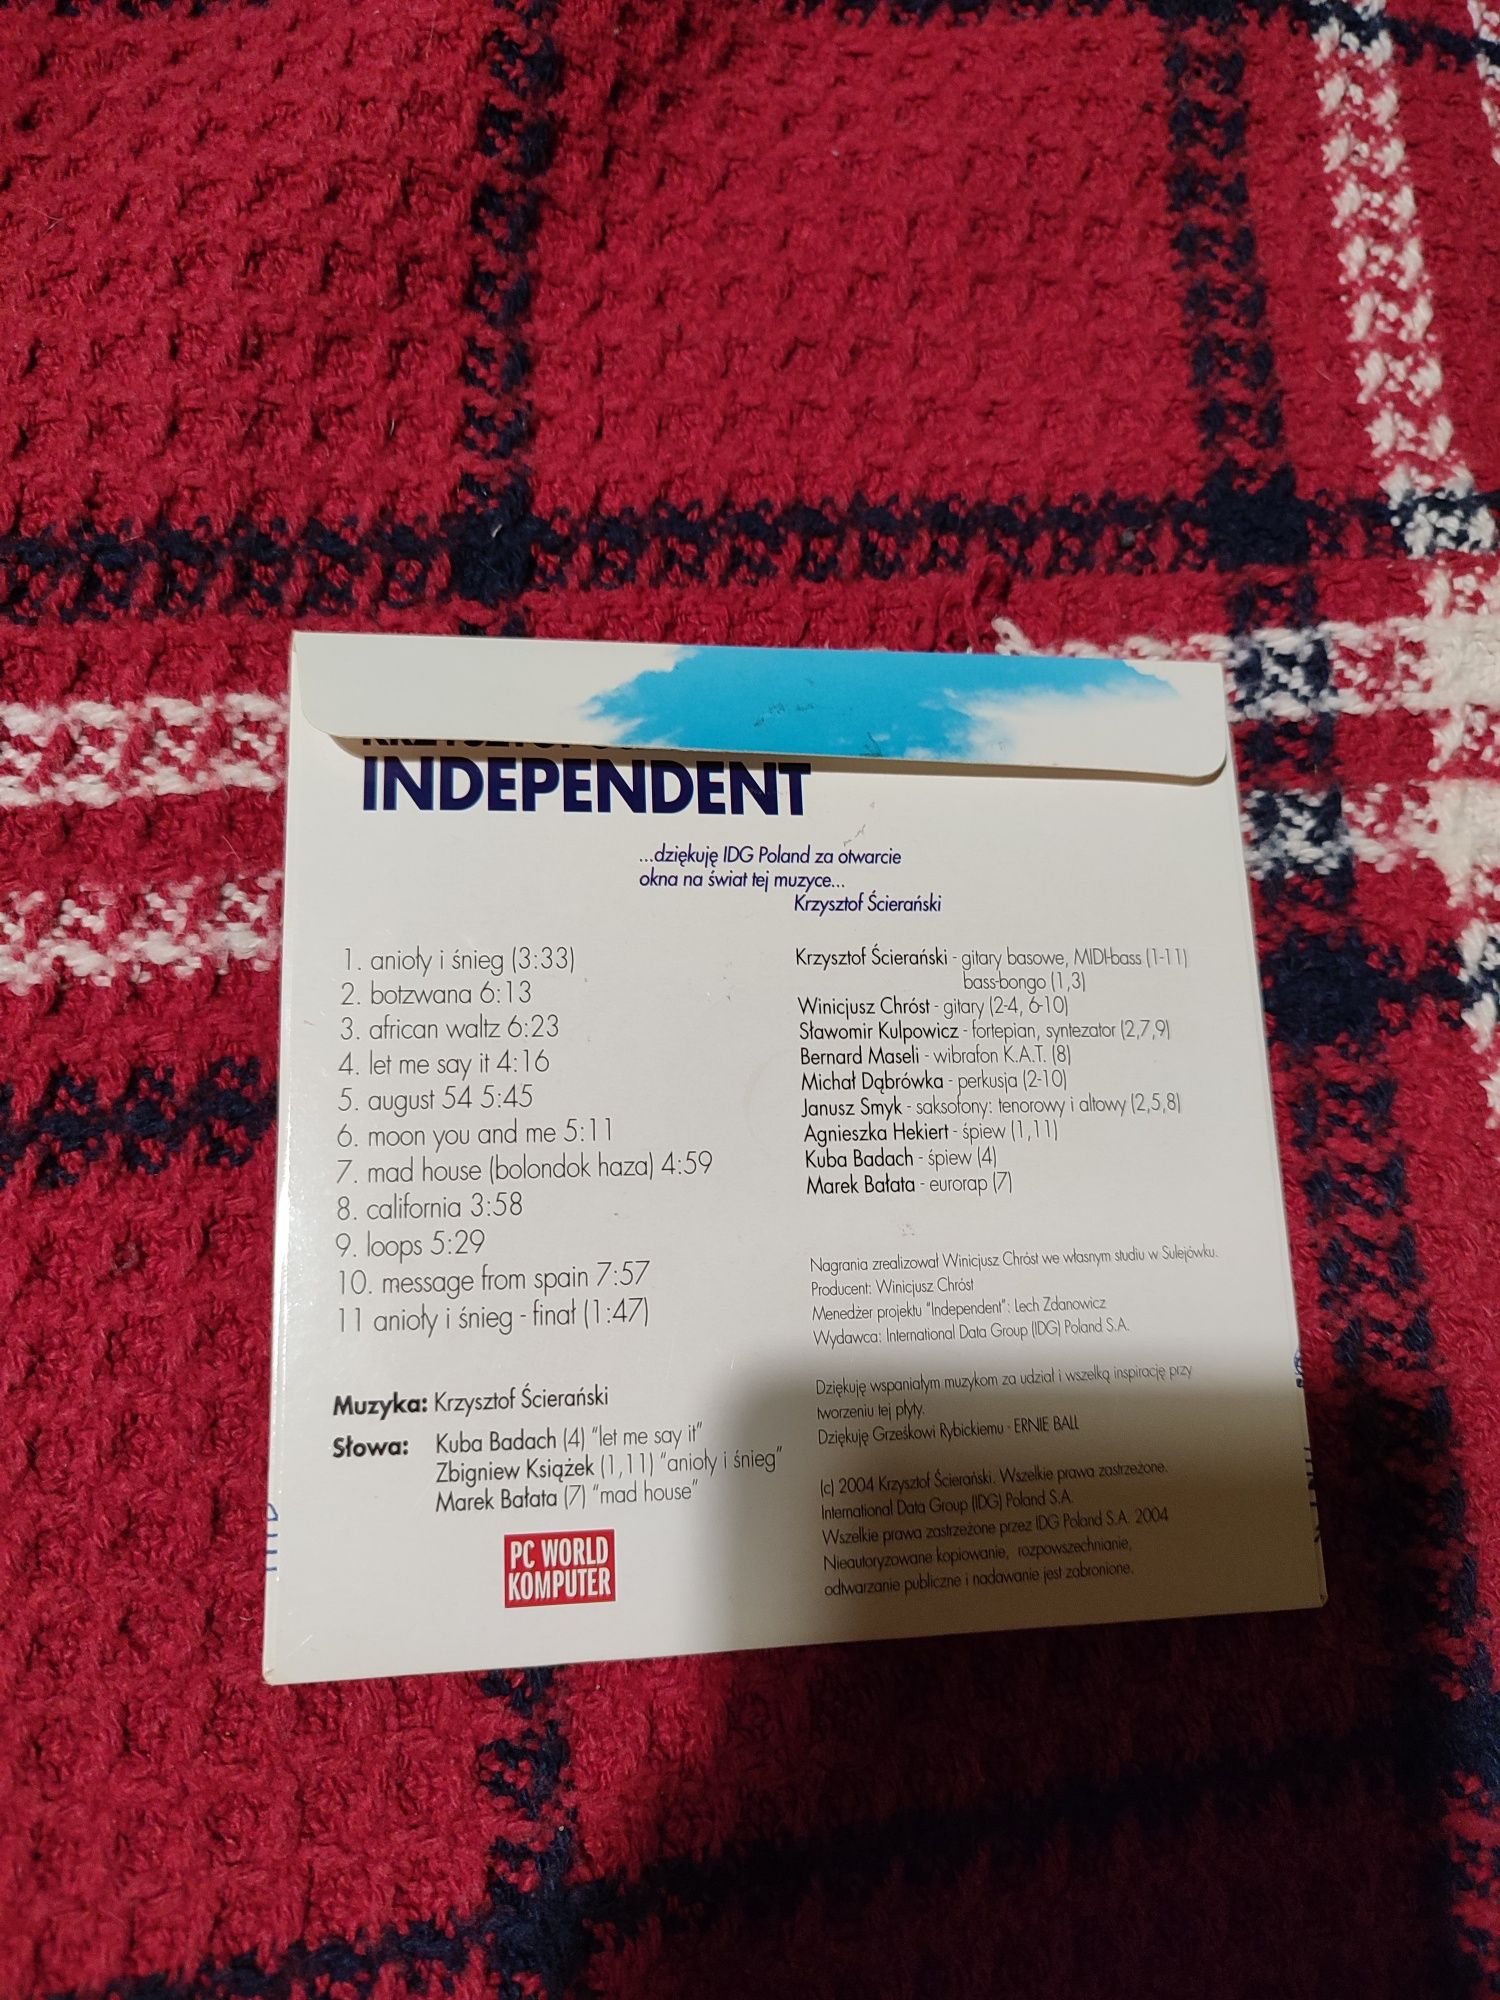 INDEPENDENT
...dziękuję IDG Poland za otwarcie
okna na świat tej muzyce...
Krzysztof Ścierański
1. anioły i śnieg (3:33)
2. botzwana 6:13
3. african waltz 6:23
4. let me say it 4:16
5. august 54 5:45
6. moon you and me 5:11
7. mad house (bolondok haza) 4:59
8. california 3:58
9. loops 5:29
10. message from spain 7:57
11 anioły i śnieg - finał (1:47)
Muzyka: Krzysztof Ścierański
Słowa: Kuba Badach (4) "let me say it"
Zbigniew Książek (1,11) "anioły i śnieg"
Marek Bałata (7) "mad house"
PC WORLD
KOMPUTER
Krzysztof Ścierański - gitary basowe, MIDI-bass (1-11)
bass-bongo (1,3)
Winicjusz Chróst - gitary (2-4, 6-10)
Sławomir Kulpowicz - fortepian, syntezator (2,7,9)
Bernard Maseli - wibrafon K.A.T. (8)
Michał Dąbrówka - perkusja (2-10)
Janusz Smyk - saksofony: tenorowy i altowy (2,5,8)
Agnieszka Hekiert - śpiew (1,11)
Kuba Badach - śpiew (4)
Marek Bałata - eurorap (7)
Nagrania zrealizował Winicjusz Chróst we własnym studiu w Sulejówku.
Producent: Winicjusz Chróst
Menedżer projektu "Independent": Lech Zdanowicz
Wydawca: International Data Group (IDG) Poland S.A.
Dziękuję wspaniałym muzykom za udział i wszelką inspirację przy
tworzeniu tej płyty.
Dziękuję Grześkowi Rybickiemu - ERNIE BALL
(c) 2004 Krzysztof Ścierański. Wszelkie prawa zastrzeżone.
International Data Group (IDG) Poland S.A.
Wszelkie prawa zastrzeżone przez IDG Poland S.A. 2004
Nieautoryzowane kopiowanie, rozpowszechnianie,
odtwarzanie publiczne i nadawanie jest zabronione.